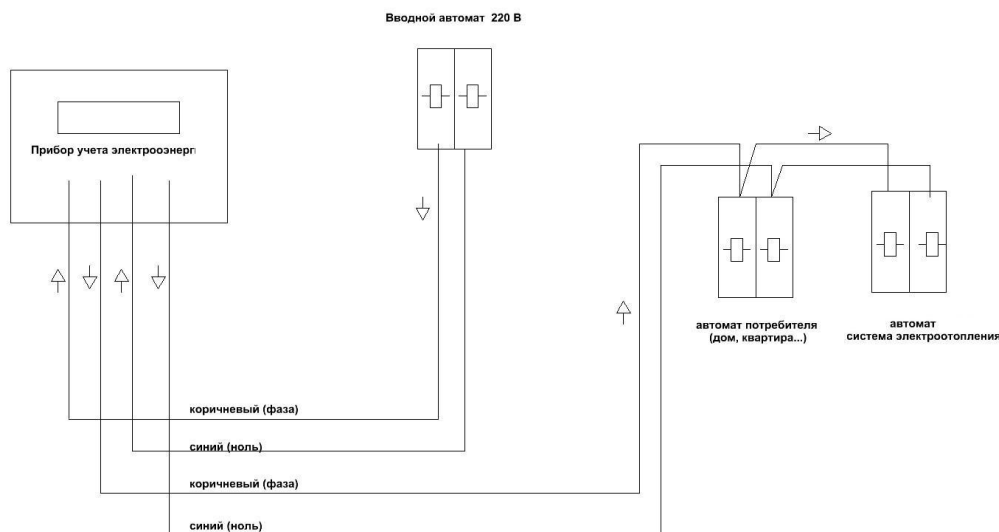 Вводной автомат 220 В
Прибор учета электроэнерг
автомат потребителя
(дом, квартира...)
автомат
система электроотопления
коричневый (фаза)
синий (ноль)
коричневый (фаза)
синий (ноль)